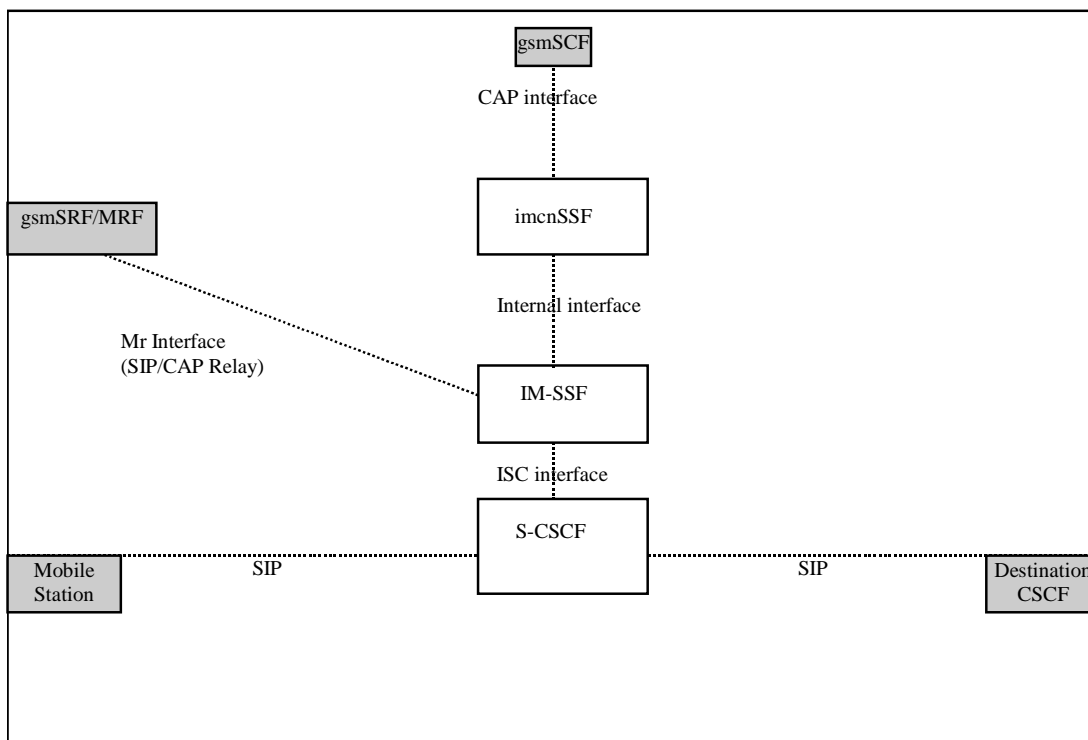 gsmSCF
CAP interface
gsmSRF/MRF
imcnSSF
Internal interface
Mr Interface
(SIP/CAP Relay)
IM-SSF
ISC interface
S-CSCF
Mobile
Station
SIP
SIP
Destination
CSCF